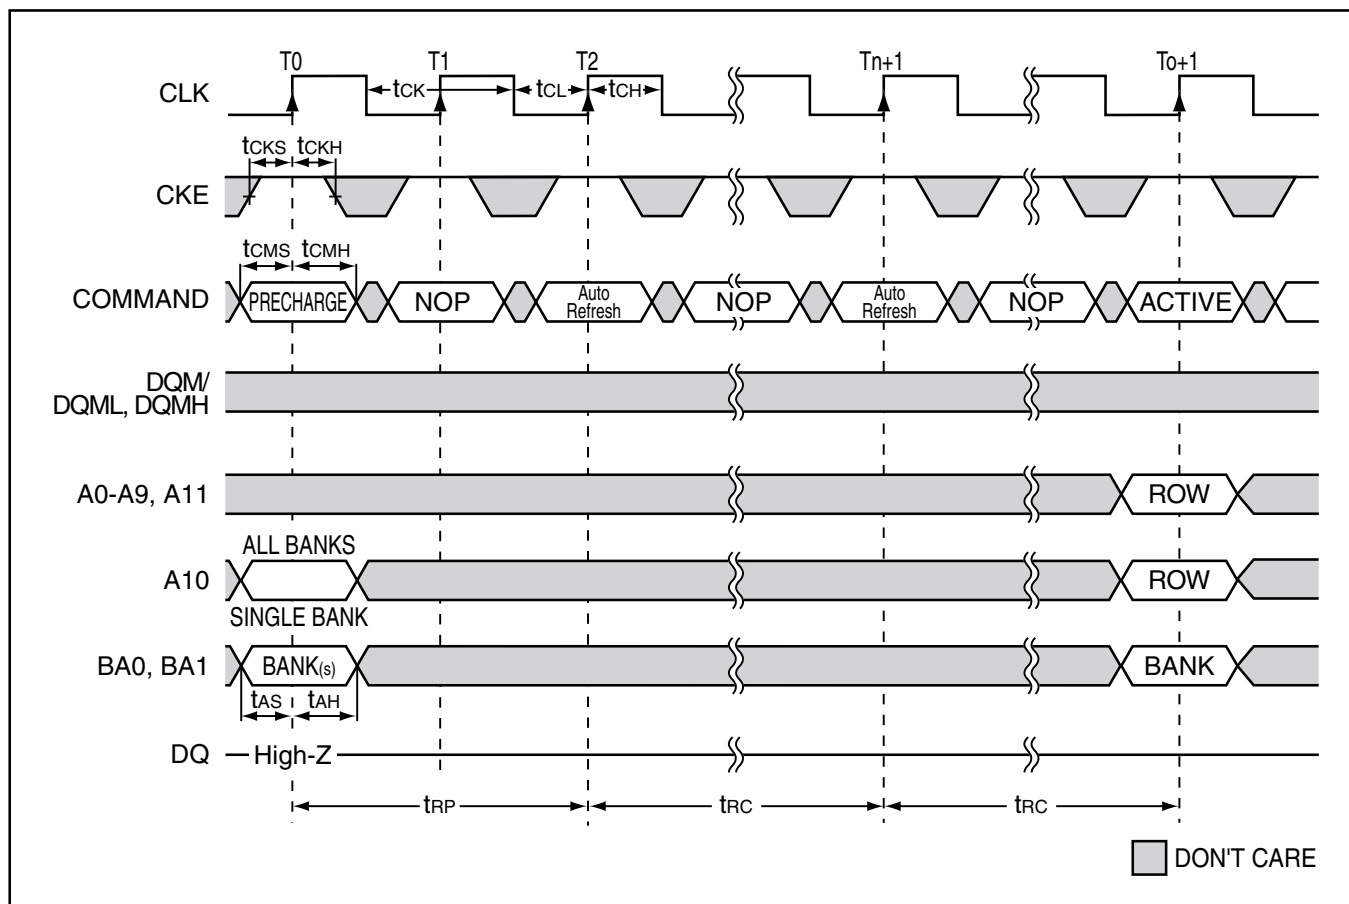 T0 T1 T2 Tn+1 To+1
CLK tCK tCL tCH
tCKS tCKH
CKE
tCMS tCMH
COMMAND PRECHARGE NOP Auto Refresh NOP Auto Refresh NOP ACTIVE
DQM/
DQML, DQMH
A0-A9, A11 ROW
ALL BANKS
A10 ROW
SINGLE BANK
BA0, BA1 BANK(s) BANK
tAS tAH
DQ High-Z
tRP tRC tRC
DON'T CARE